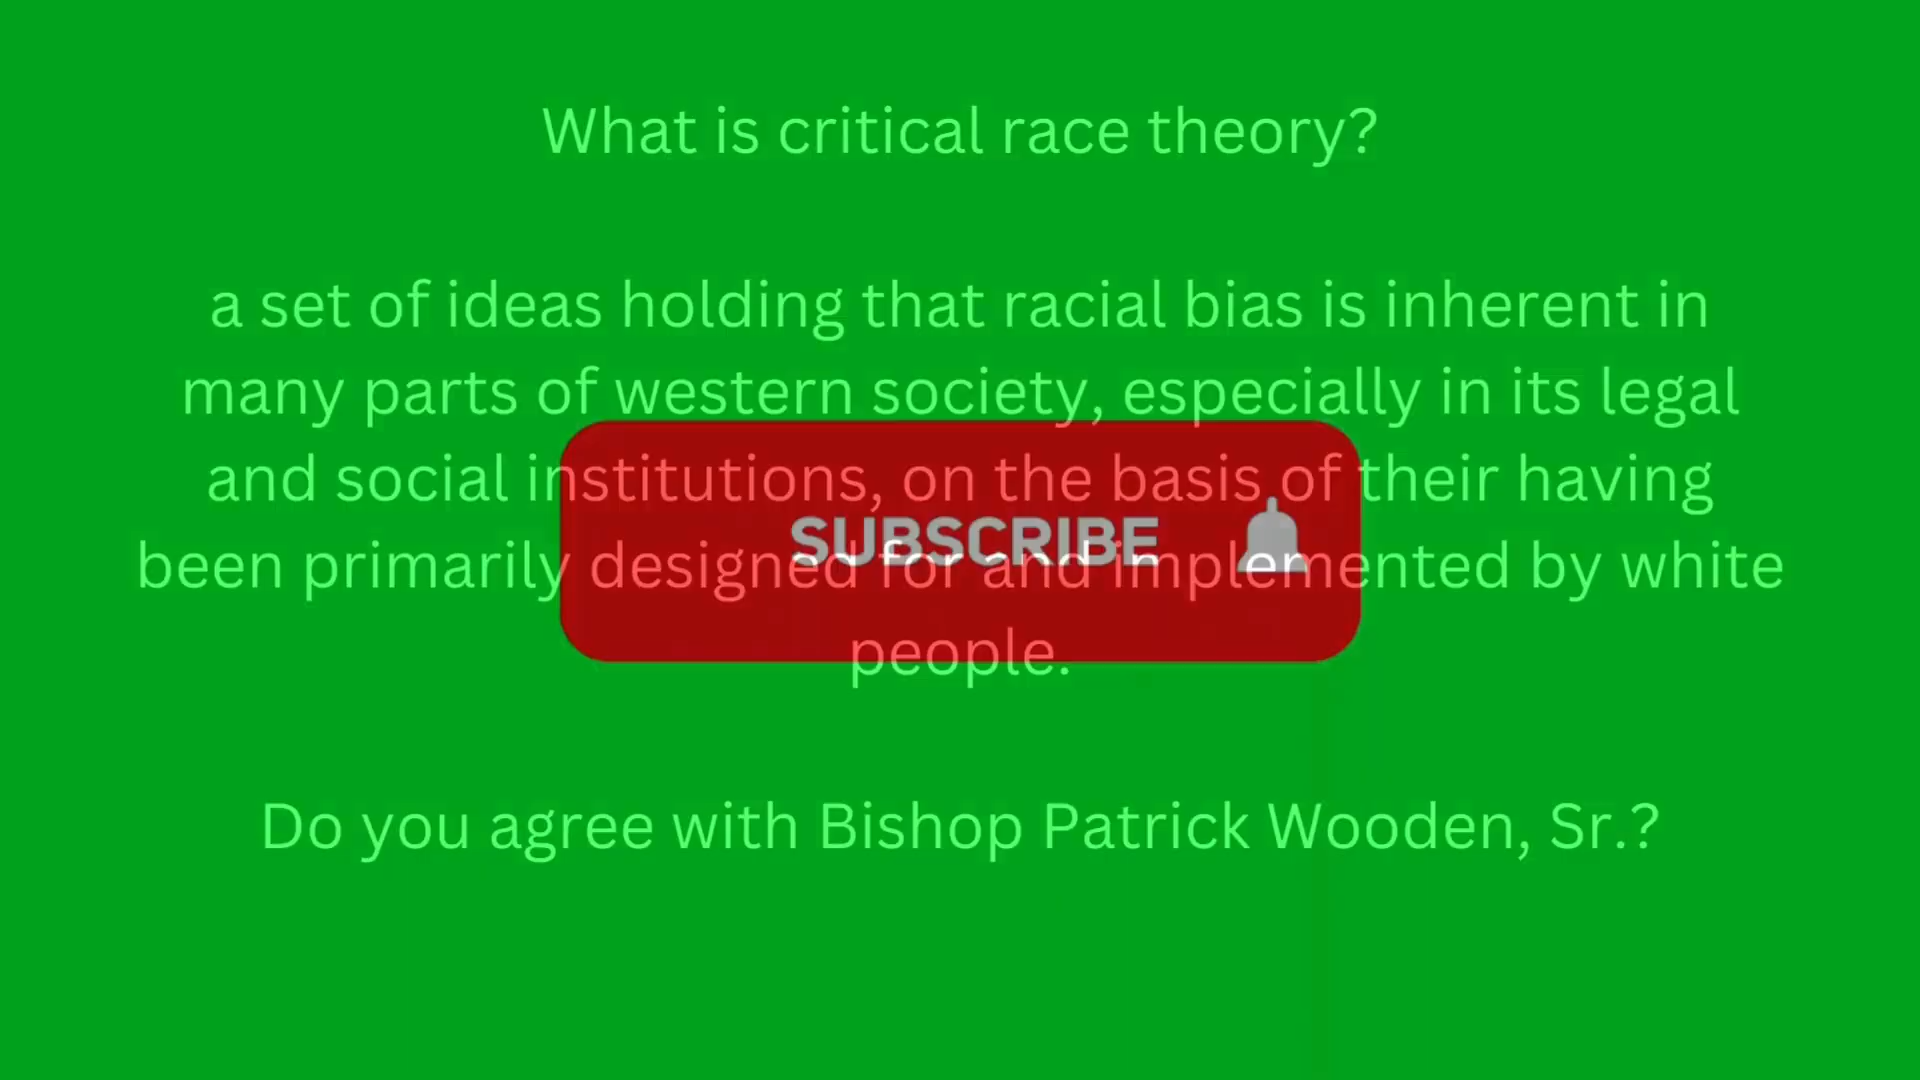 What is critical race theory?
a set of ideas holding that racial bias is inherent in
many parts of western society, especially in its legal
and social institutions, on the basis of their having
SUBSCRIBE
been primarily designed for and implemented by white
people.
Do you agree with Bishop Patrick Wooden, Sr.?